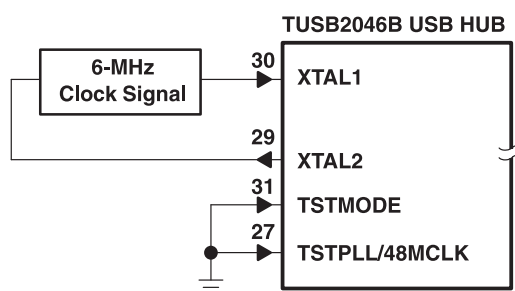 TUSB2046B USB HUB
6-MHz
Clock Signal
30
XTAL1
29
XTAL2
31
TSTMODE
27
TSTPLL/48MCLK